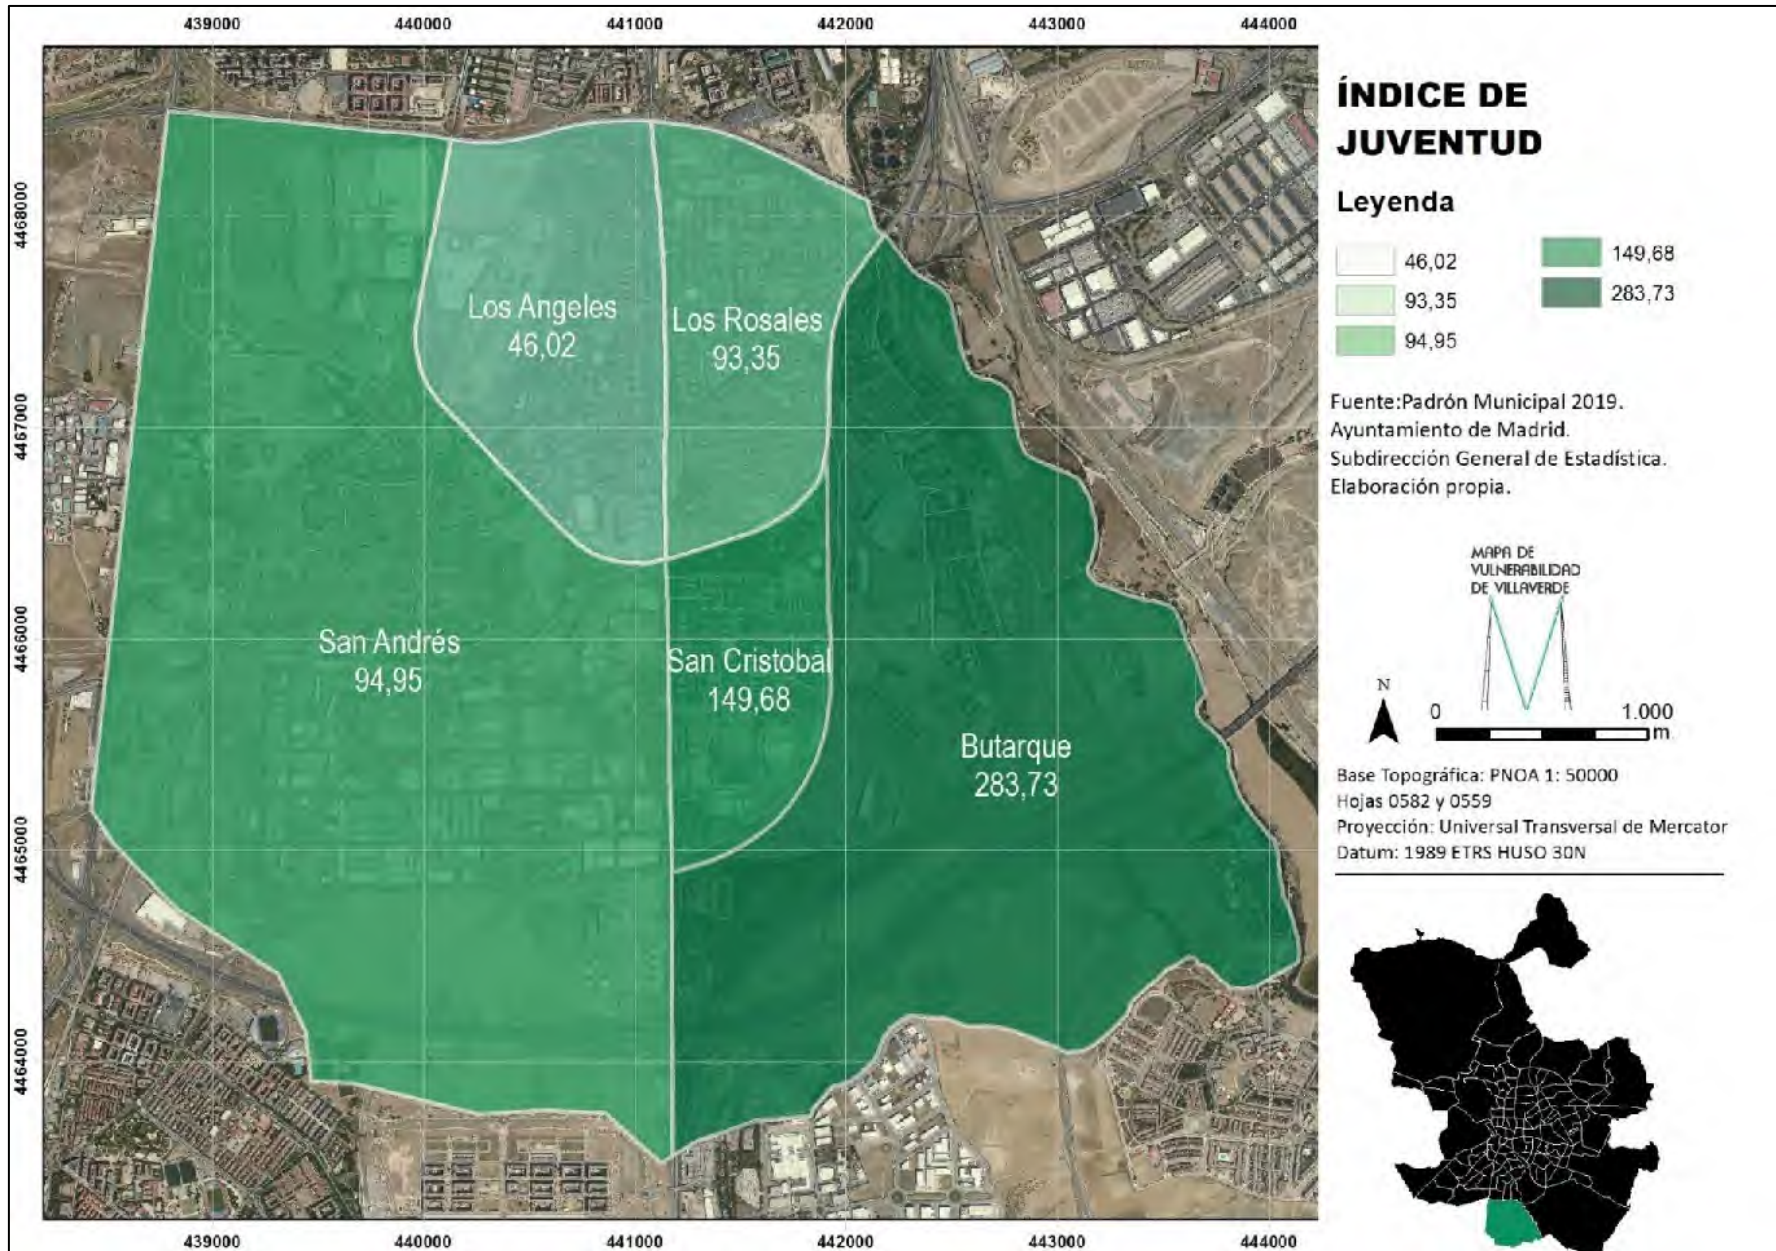 439000 440000 441000 442000 443000 444000
4468000
4467000
4466000
4465000
4464000
Los Angeles
46,02
Los Rosales
93,35
San Andrés
94,95
San Cristobal
149,68
Butarque
283,73
439000 440000 441000 442000 443000 444000
ÍNDICE DE
JUVENTUD
Leyenda
46,02
93,35
94,95
149,68
283,73
Fuente:Padrón Municipal 2019.
Ayuntamiento de Madrid.
Subdirección General de Estadística.
Elaboración propia.
MAPA DE
VULNERABILIDAD
DE VILLAVERDE
N
0 1.000
m
Base Topográfica: PNOA 1: 50000
Hojas 0582 y 0559
Proyección: Universal Transversal de Mercator
Datum: 1989 ETRS HUSO 30N